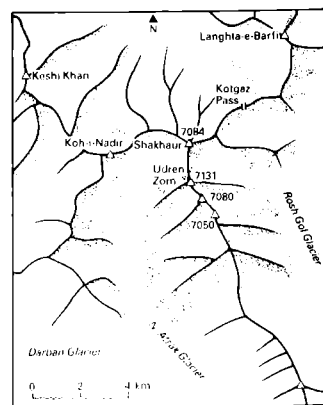 N
Langhta-e-Barfi
Keshi Khan
Kotgaz
Pass
7084
Koh-i-Nadir
Shakhaur
Udren
Zom
7131
7080
7050
Rosh Gol Glacier
Atrak Glacier
Darban Glacier
0 2 4 km